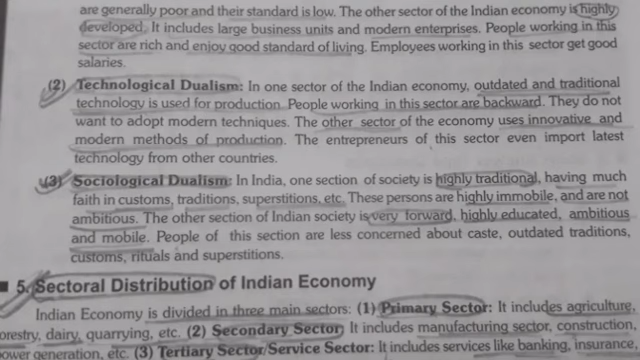 are generally poor and their standard is low. The other sector of the Indian economy is highly
developed. It includes large business units and modern enterprises. People working in this
sector are rich and enjoy good standard of living. Employees working in this sector get good
salaries.
(2) Technological Dualism: In one sector of the Indian economy, outdated and traditional
technology is used for production. People working in this sector are backward. They do not
want to adopt modern techniques. The other sector of the economy uses innovative and
modern methods of production. The entrepreneurs of this sector even import latest
technology from other countries.
(3) Sociological Dualism: In India, one section of society is highly traditional, having much
faith in customs, traditions, superstitions, etc. These persons are highly immobile, and are not
ambitious. The other section of Indian society is very forward, highly educated, ambitious
and mobile. People of this section are less concerned about caste, outdated traditions,
customs, rituals and superstitions.
5. Sectoral Distribution of Indian Economy
Indian Economy is divided in three main sectors: (1) Primary Sector: It includes agriculture,
orestry, dairy, quarrying, etc. (2) Secondary Sector: It includes manufacturing sector, construction,
ower generation, etc. (3) Tertiary Sector/Service Sector: It includes services like banking, insurance,